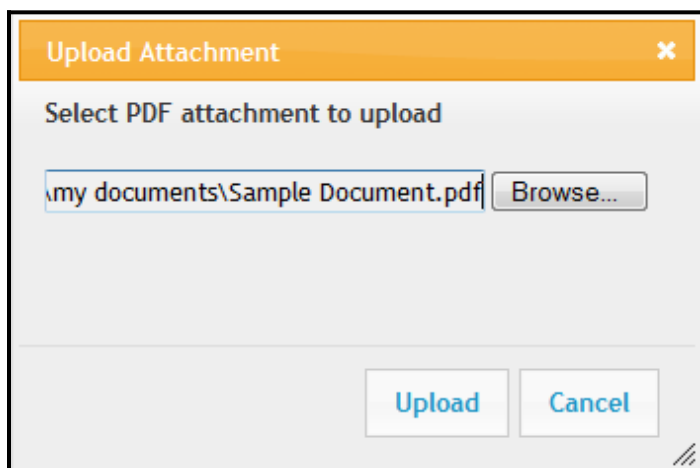 Upload Attachment
Select PDF attachment to upload
\my documents\Sample Document.pdf Browse...
Upload Cancel